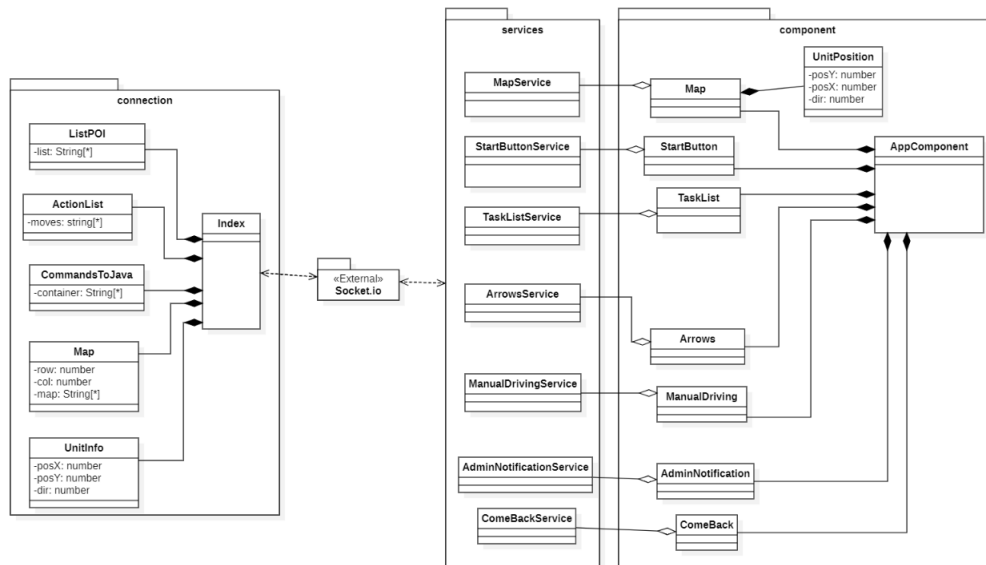 connection
ListPOI
-list: String[*]
ActionList
-moves: string[*]
CommandsToJava
-container: String[*]
Map
-row: number
-col: number
-map: String[*]
UnitInfo
-posX: number
-posY: number
-dir: number
Index
«External»
Socket.io
services
MapService
StartButtonService
TaskListService
ArrowsService
ManualDrivingService
AdminNotificationService
ComeBackService
component
Map
UnitPosition
-posY: number
-posX: number
-dir: number
StartButton
AppComponent
TaskList
Arrows
ManualDriving
AdminNotification
ComeBack